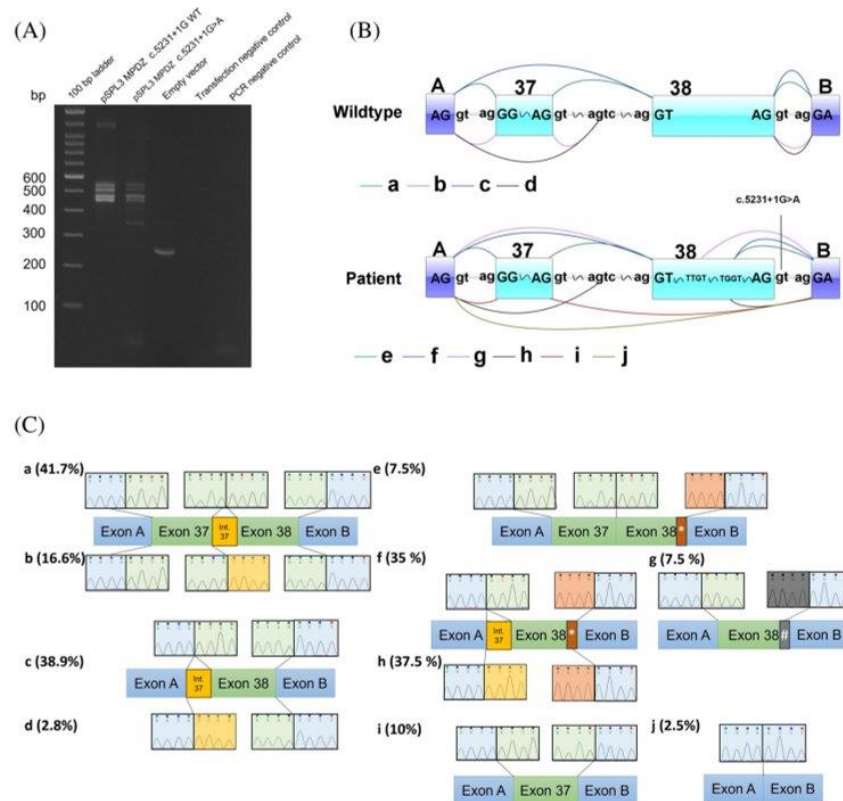 (A)
100 bp ladder
pSPL3 MPDZ c.5231+1G WT
pSPL3 MPDZ c.5231+1G>A
Empty vector
Transfection negative control
PCR negative control
bp
600
500
400
300
200
100
(B)
A 37 38 B
Wildtype AG gt ag GG AG gt agtc ag GT AG gt ag GA
a b c d
c.5231+1G>A
A 37 38 B
Patient AG gt ag GG AG gt agtc ag GT TTGT TGGT AG gt ag GA
e f g h i j
(C)
a (41.7%)
Exon A Exon 37 Int. 37 Exon 38 Exon B
b (16.6%)
c (38.9%)
Exon A Int. 37 Exon 38 Exon B
d (2.8%)
e (7.5%)
Exon A Exon 37 Exon 38 * Exon B
f (35 %)
g (7.5 %)
Exon A Int. 37 Exon 38 * Exon B
Exon A Exon 38 # Exon B
h (37.5 %)
i (10%)
Exon A Exon 37 Exon B
j (2.5%)
Exon A Exon B